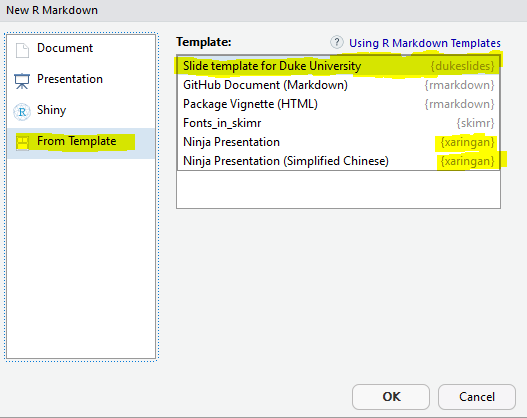 New R Markdown
Document
Presentation
R Shiny
From Template
Template: ? Using R Markdown Templates
Slide template for Duke University {dukeslides}
GitHub Document (Markdown) {rmarkdown}
Package Vignette (HTML) {rmarkdown}
Fonts_in_skimr {skimr}
Ninja Presentation {xaringan}
Ninja Presentation (Simplified Chinese) {xaringan}
OK Cancel